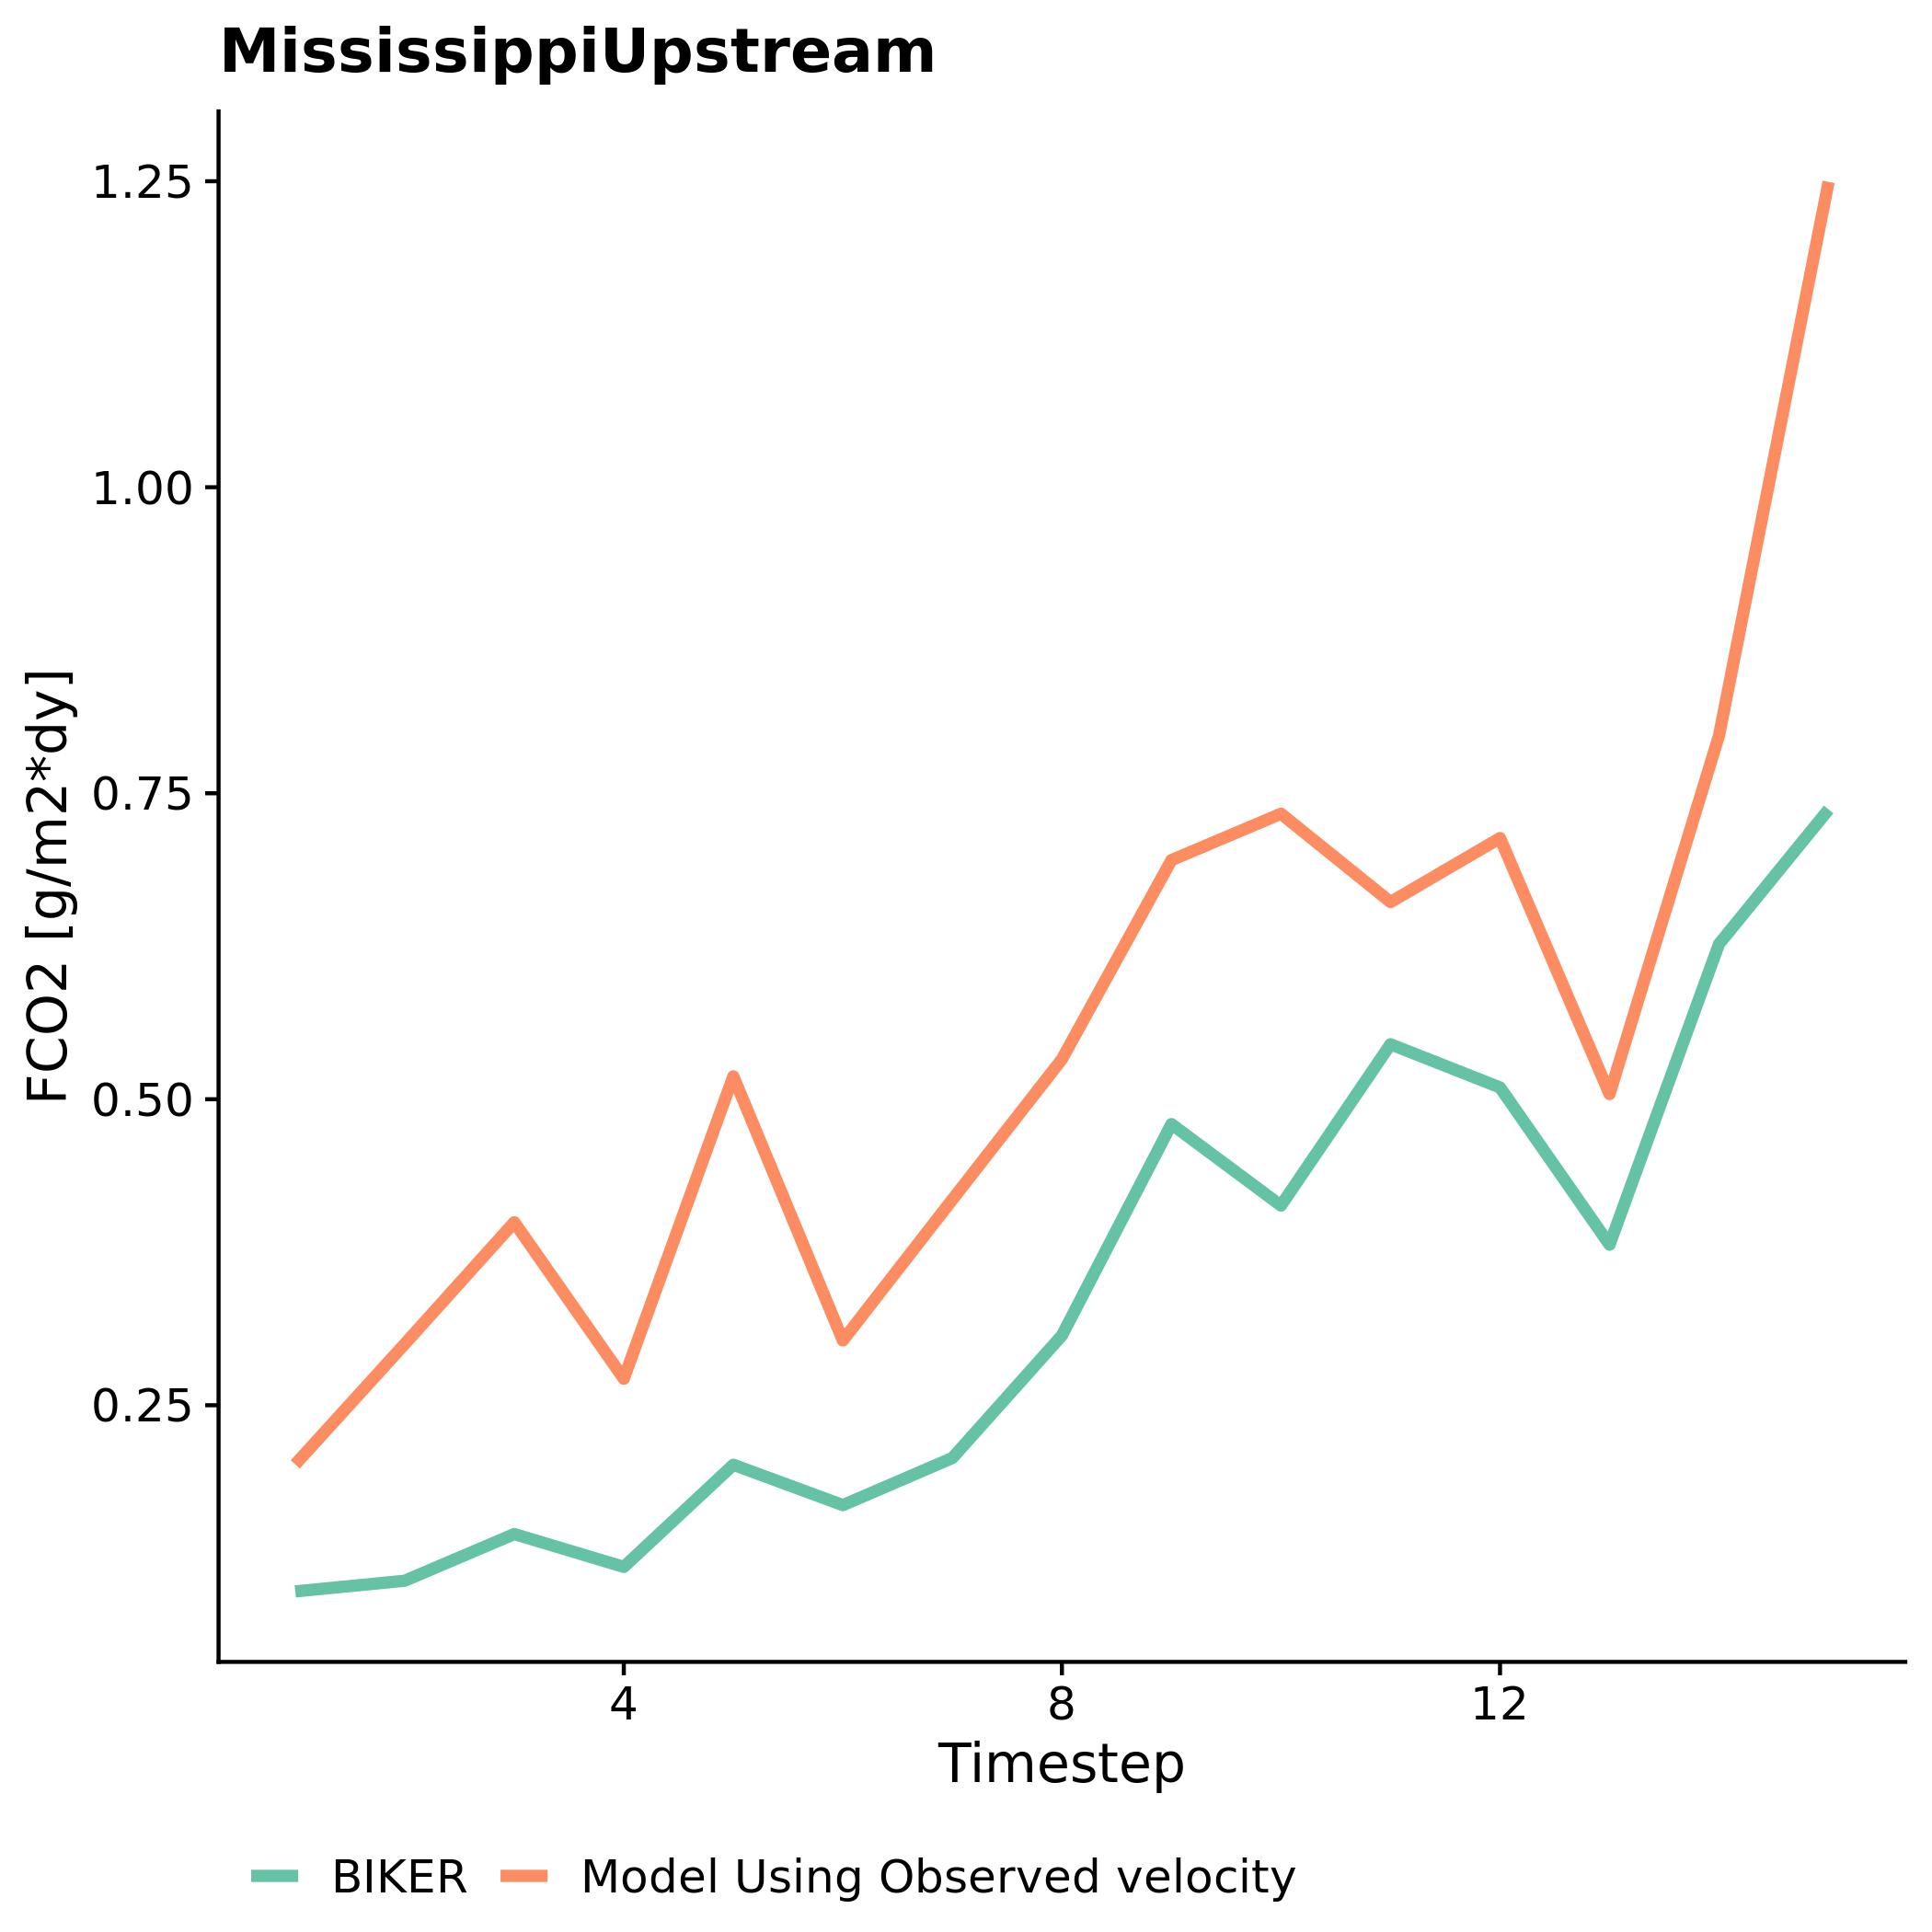 MississippiUpstream
FCO2 [g/m2*dy]
1.25
1.00
0.75
0.50
0.25
4 8 12
Timestep
BIKER Model Using Observed velocity